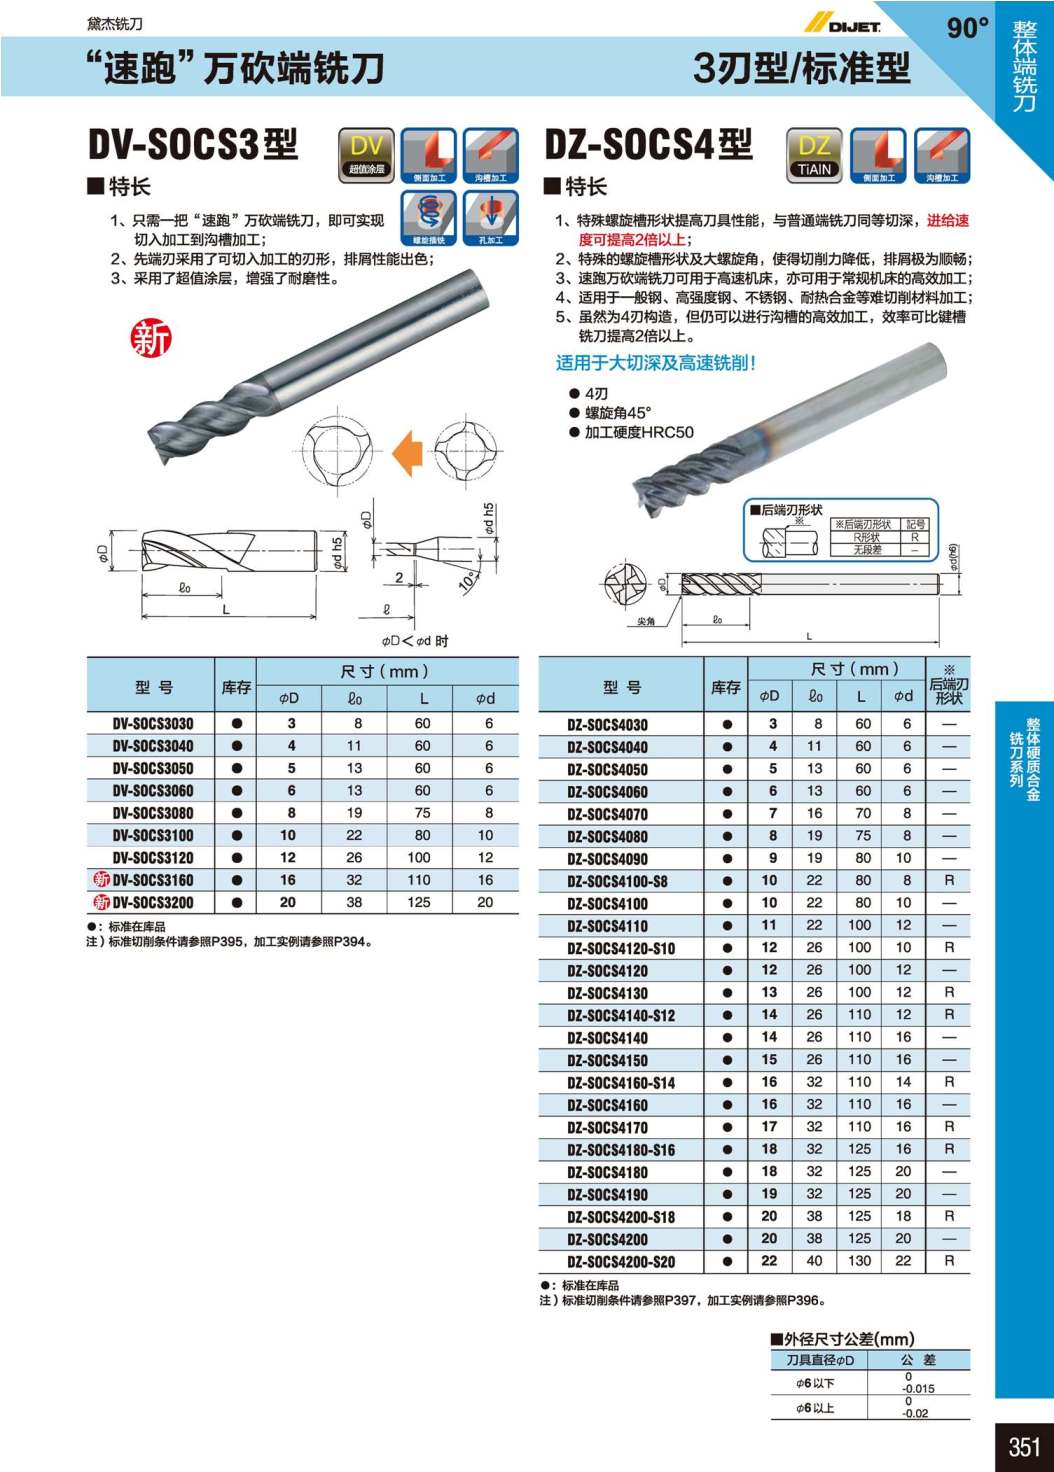 黛杰铣刀
DIJET
90°
“速跑”万砍端铣刀
3刃型/标准型
整体端铣刀
DV-SOCS3型
DV
超值涂层
侧面加工
沟槽加工
螺旋插铣
孔加工
■特长
1、只需一把“速跑”万砍端铣刀，即可实现
切入加工到沟槽加工；
2、先端刃采用了可切入加工的刃形，排屑性能出色；
3、采用了超值涂层，增强了耐磨性。
新
φD
φd h5
ℓ0
L
φD
φd h5
2
10°
ℓ
φD＜φd 时
型 号 库存 尺 寸（mm）
φD ℓ0 L φd
DV-SOCS3030 ● 3 8 60 6
DV-SOCS3040 ● 4 11 60 6
DV-SOCS3050 ● 5 13 60 6
DV-SOCS3060 ● 6 13 60 6
DV-SOCS3080 ● 8 19 75 8
DV-SOCS3100 ● 10 22 80 10
DV-SOCS3120 ● 12 26 100 12
新 DV-SOCS3160 ● 16 32 110 16
新 DV-SOCS3200 ● 20 38 125 20
●：标准在库品
注）标准切削条件请参照P395，加工实例请参照P394。
DZ-SOCS4型
DZ
TiAlN
侧面加工
沟槽加工
■特长
1、特殊螺旋槽形状提高刀具性能，与普通端铣刀同等切深，进给速
度可提高2倍以上；
2、特殊的螺旋槽形状及大螺旋角，使得切削力降低，排屑极为顺畅；
3、速跑万砍端铣刀可用于高速机床，亦可用于常规机床的高效加工；
4、适用于一般钢、高强度钢、不锈钢、耐热合金等难切削材料加工；
5、虽然为4刃构造，但仍可以进行沟槽的高效加工，效率可比键槽
铣刀提高2倍以上。
适用于大切深及高速铣削！
● 4刃
● 螺旋角45°
● 加工硬度HRC50
■后端刃形状
※
※后端刃形状 記号
R形状 R
无段差 —
φD
φd(h6)
尖角
ℓ0
L
型 号 库存 尺 寸（mm） ※后端刃形状
φD ℓ0 L φd
DZ-SOCS4030 ● 3 8 60 6 —
DZ-SOCS4040 ● 4 11 60 6 —
DZ-SOCS4050 ● 5 13 60 6 —
DZ-SOCS4060 ● 6 13 60 6 —
DZ-SOCS4070 ● 7 16 70 8 —
DZ-SOCS4080 ● 8 19 75 8 —
DZ-SOCS4090 ● 9 19 80 10 —
DZ-SOCS4100-S8 ● 10 22 80 8 R
DZ-SOCS4100 ● 10 22 80 10 —
DZ-SOCS4110 ● 11 22 100 12 —
DZ-SOCS4120-S10 ● 12 26 100 10 R
DZ-SOCS4120 ● 12 26 100 12 —
DZ-SOCS4130 ● 13 26 100 12 R
DZ-SOCS4140-S12 ● 14 26 110 12 R
DZ-SOCS4140 ● 14 26 110 16 —
DZ-SOCS4150 ● 15 26 110 16 —
DZ-SOCS4160-S14 ● 16 32 110 14 R
DZ-SOCS4160 ● 16 32 110 16 —
DZ-SOCS4170 ● 17 32 110 16 R
DZ-SOCS4180-S16 ● 18 32 125 16 R
DZ-SOCS4180 ● 18 32 125 20 —
DZ-SOCS4190 ● 19 32 125 20 —
DZ-SOCS4200-S18 ● 20 38 125 18 R
DZ-SOCS4200 ● 20 38 125 20 —
DZ-SOCS4200-S20 ● 22 40 130 22 R
●：标准在库品
注）标准切削条件请参照P397，加工实例请参照P396。
■外径尺寸公差(mm)
刀具直径φD 公 差
φ6以下 0 -0.015
φ6以上 0 -0.02
整体硬质合金
铣刀系列
351